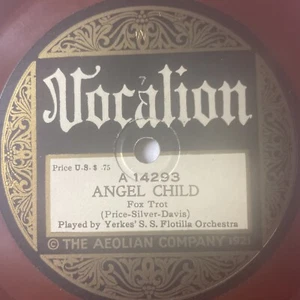 Vocalion
7
Price U-S-$ .75
A 14293
ANGEL CHILD
Fox Trot
(Price-Silver-Davis)
Played by Yerkes' S. S. Flotilla Orchestra
© THE AEOLIAN COMPANY 1921